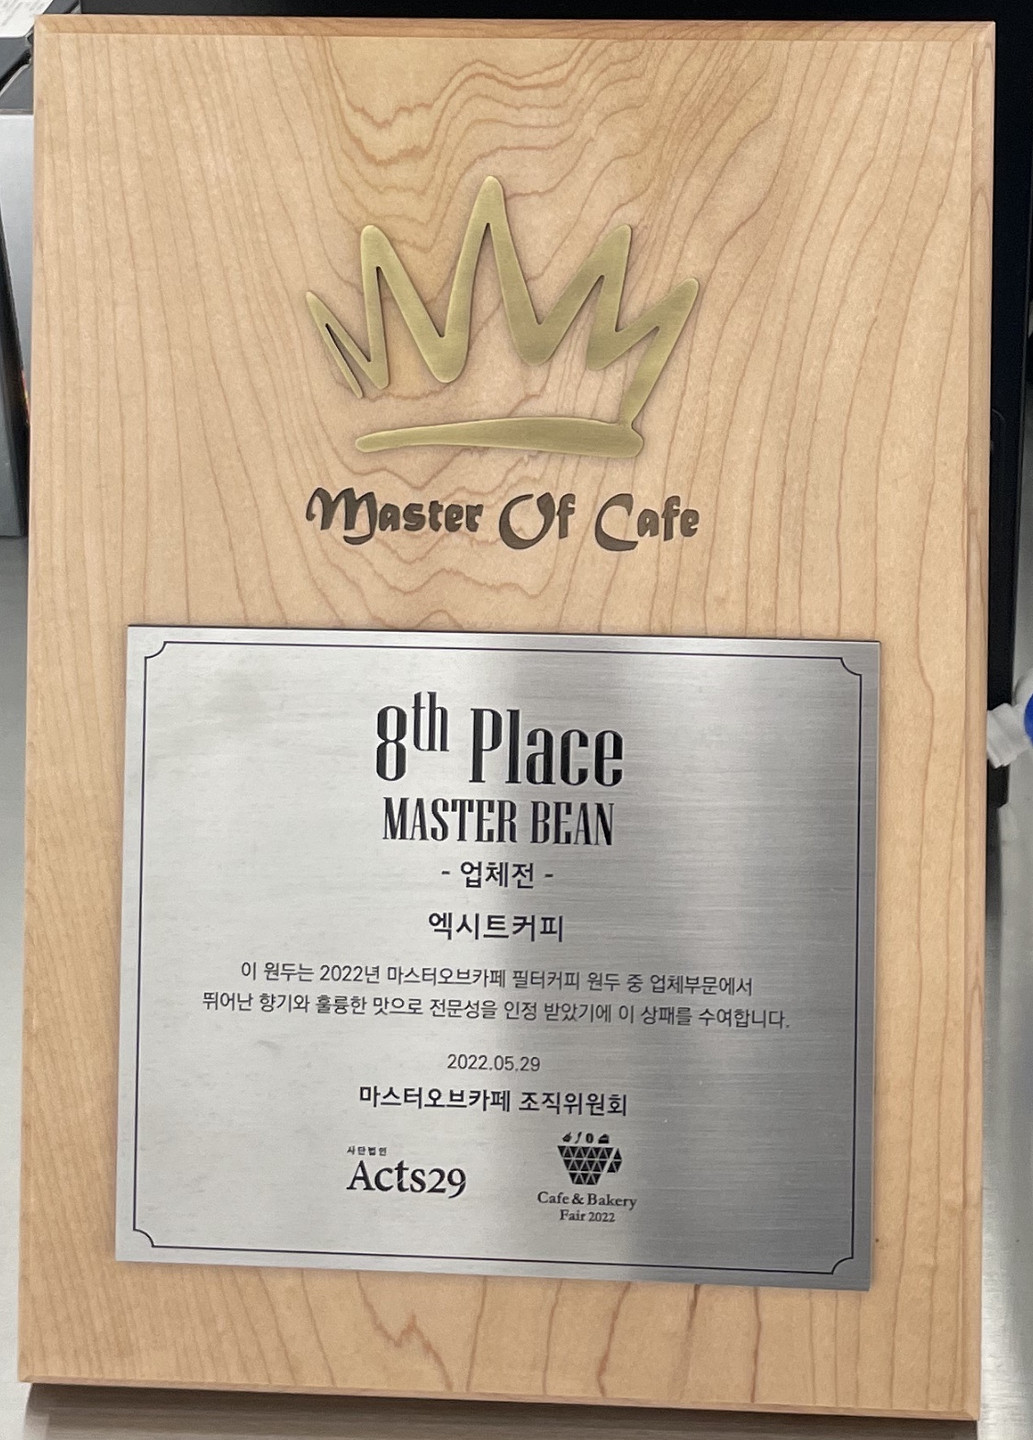 Master Of Cafe
8th Place
MASTER BEAN
- 업체전 -
엑시트커피
이 원두는 2022년 마스터오브카페 필터커피 원두 중 업체부문에서
뛰어난 향기와 훌륭한 맛으로 전문성을 인정 받았기에 이 상패를 수여합니다.
2022.05.29
마스터오브카페 조직위원회
사단법인
Acts29
Cafe & Bakery
Fair 2022